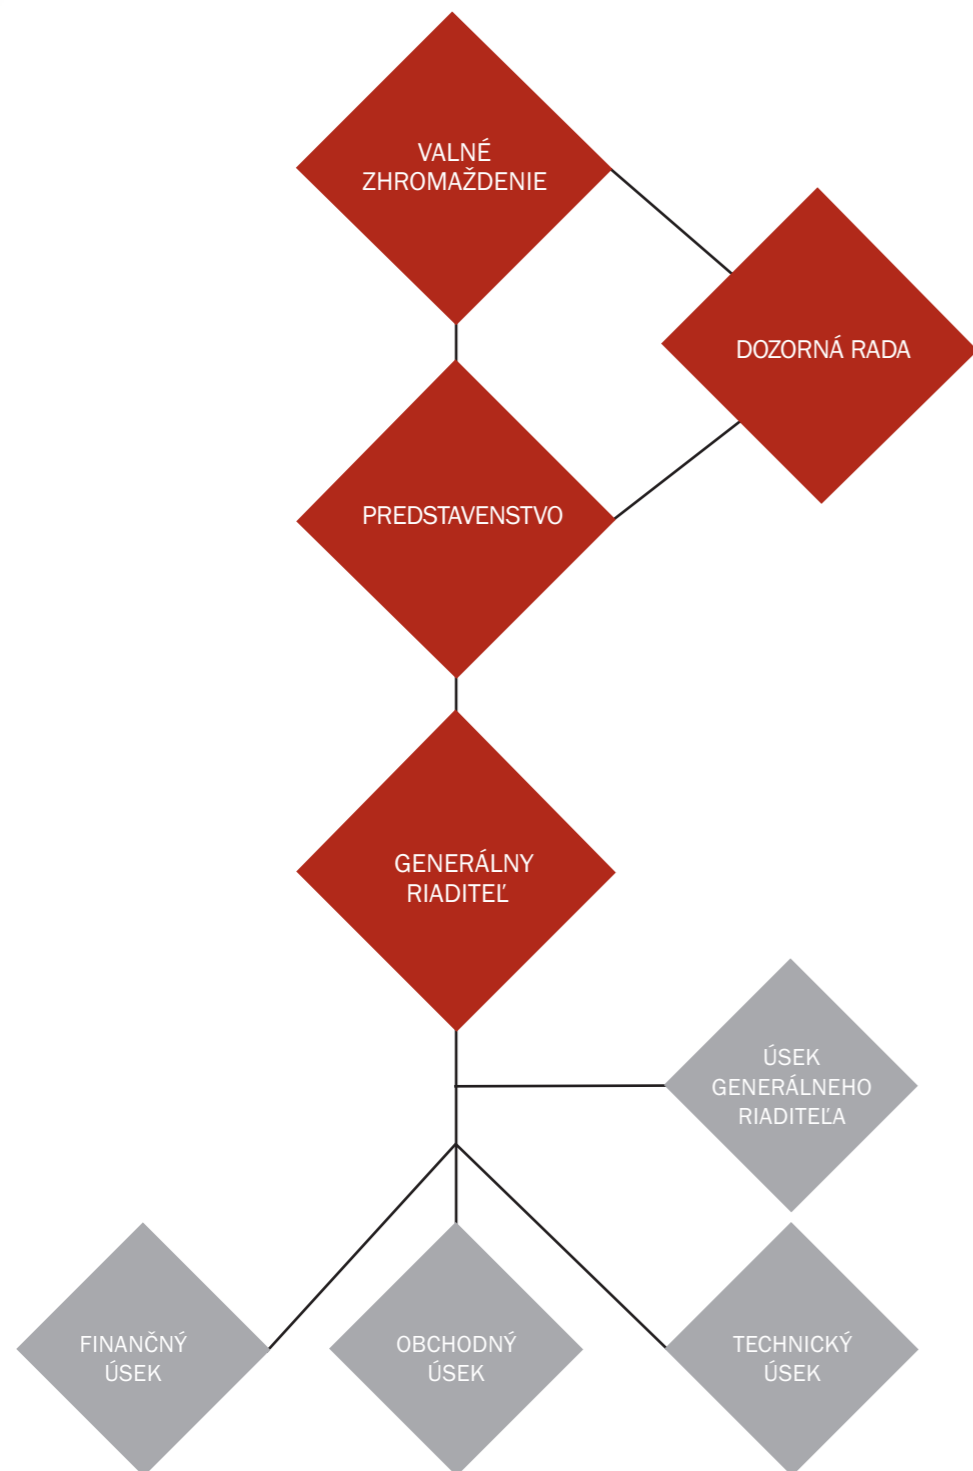 VALNÉ
ZHROMAŽDENIE
DOZORNÁ RADA
PREDSTAVENSTVO
GENERÁLNY
RIADITEĽ
ÚSEK
GENERÁLNEHO
RIADITEĽA
FINANČNÝ
ÚSEK
OBCHODNÝ
ÚSEK
TECHNICKÝ
ÚSEK